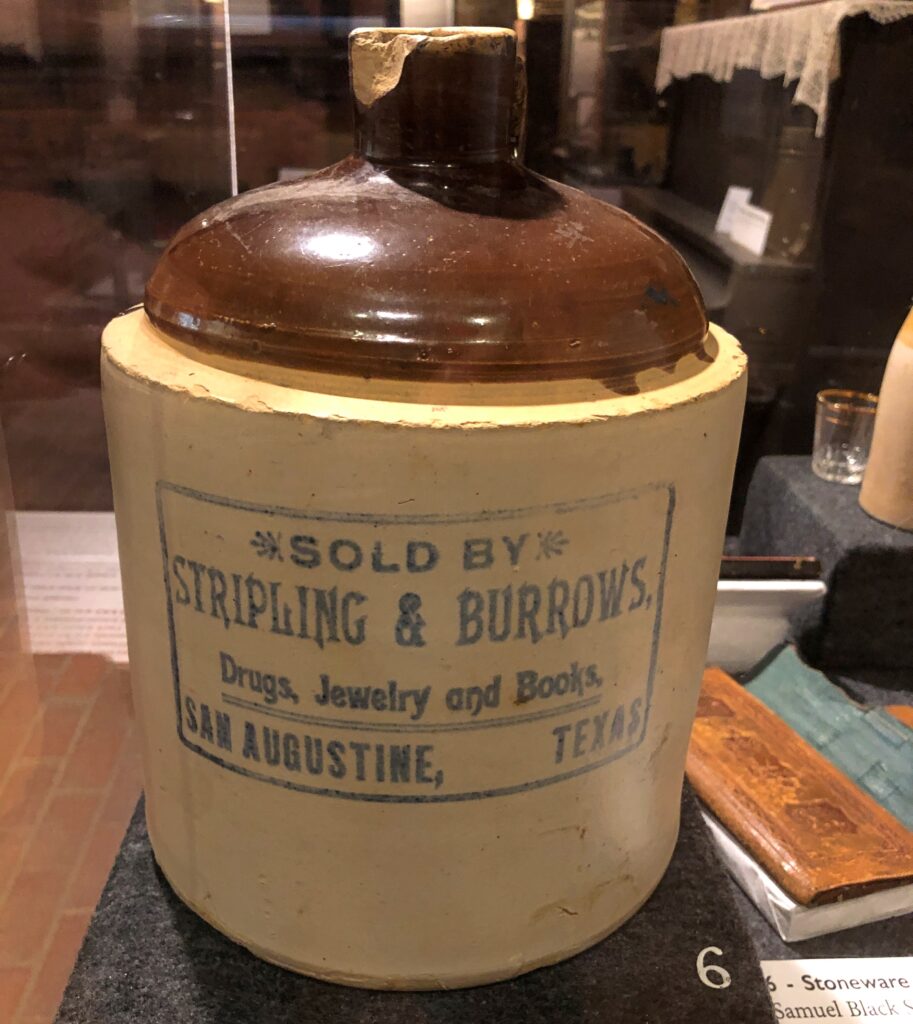 SOLD BY
STRIPLING & BURROWS,
Drugs, Jewelry and Books,
SAN AUGUSTINE, TEXAS
6
6 - Stoneware
Samuel Black S